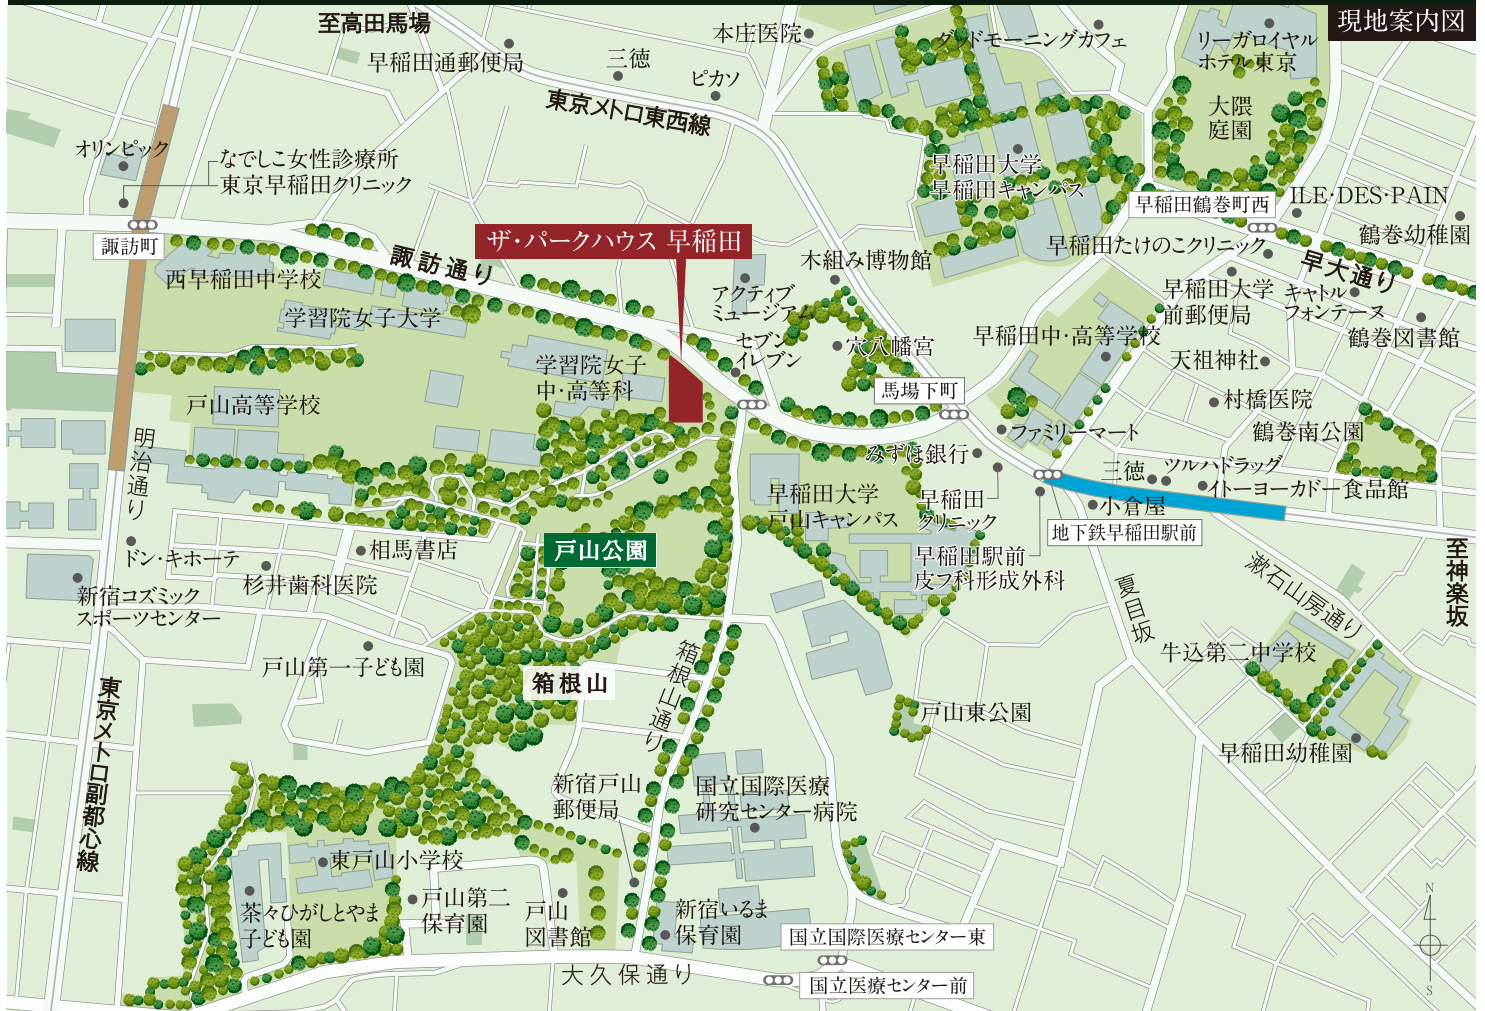 現地案内図
至高田馬場
早稲田通郵便局
三徳
ピカソ
本庄医院
グッドモーニングカフェ
リーガロイヤル
ホテル東京
大隈
庭園
東京メトロ東西線
オリンピック
なでしこ女性診療所
東京早稲田クリニック
早稲田大学
早稲田キャンパス
早稲田鶴巻町西
ILE・DES・PAIN
鶴巻幼稚園
諏訪町
諏訪通り
ザ・パークハウス 早稲田
木組み博物館
早稲田たけのこクリニック
早大通り
西早稲田中学校
アクティブ
ミュージアム
早稲田大学
前郵便局
キャトル
フォンテーヌ
学習院女子大学
セブン
イレブン
穴八幡宮
早稲田中・高等学校
鶴巻図書館
天祖神社
学習院女子
中・高等科
馬場下町
村橋医院
戸山高等学校
ファミリーマート
鶴巻南公園
明治通り
みずほ銀行
三徳
ツルハドラッグ
イトーヨーカドー食品館
早稲田大学
戸山キャンパス
早稲田
クリニック
小倉屋
地下鉄早稲田駅前
ドン・キホーテ
相馬書店
戸山公園
早稲田駅前
皮フ科形成外科
至神楽坂
杉井歯科医院
新宿コズミック
スポーツセンター
夏目坂
漱石山房通り
戸山第一子ども園
箱根山
箱根山通り
牛込第二中学校
東京メトロ副都心線
戸山東公園
早稲田幼稚園
新宿戸山
郵便局
国立国際医療
研究センター病院
東戸山小学校
茶々ひがしとやま
子ども園
戸山第二
保育園
戸山
図書館
新宿いるま
保育園
国立国際医療センター東
大久保通り
国立医療センター前
N
S